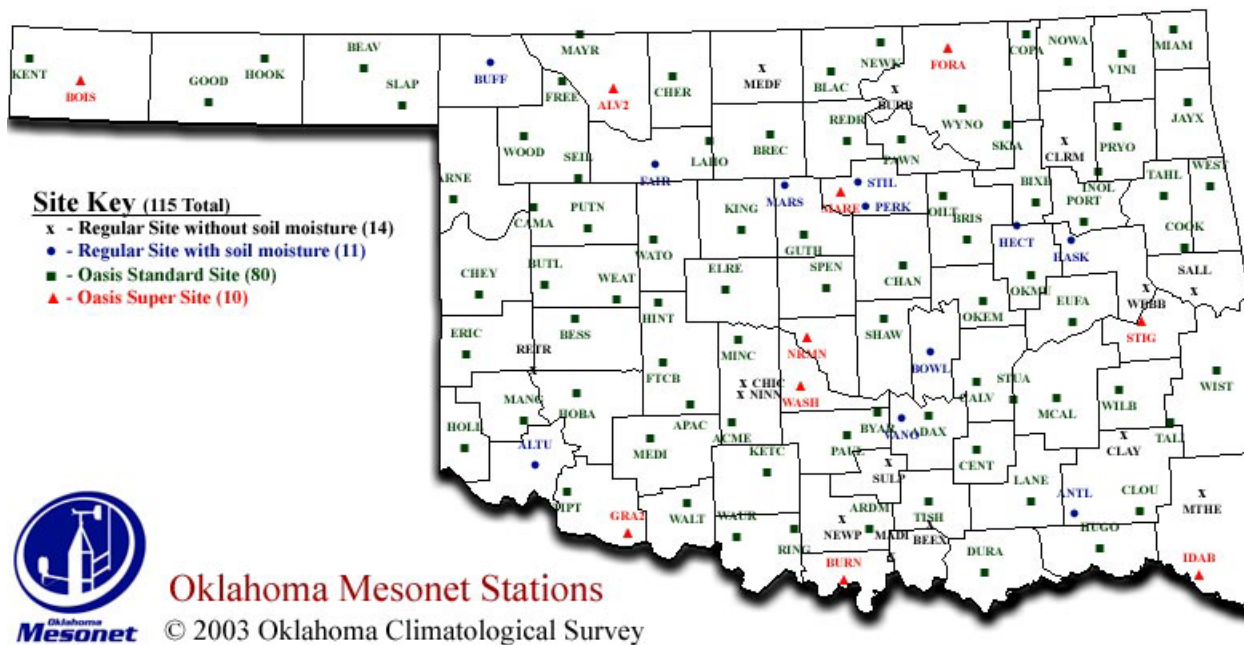 KENT
BOIS
GOOD
HOOK
BEAV
SLAP
BUFF
MAYR
FREE
ALV2
CHER
MEDF
BLAC
NEWK
FORA
COPA
NOWA
VINI
MIAM
BURB
WYNO
REDR
PAWN
SKIA
CLRM
PRYO
JAYX
WOOD
SEIL
LAHO
BREC
FAIR
ARNE
CAMA
PUTN
MARS
MARE
STIL
PERK
OILT
BRIS
BIXB
INOL
PORT
TAHL
WEST
COOK
Site Key (115 Total)
x - Regular Site without soil moisture (14)
- Regular Site with soil moisture (11)
- Oasis Standard Site (80)
- Oasis Super Site (10)
KING
GUTH
WATO
HECT
HASK
SALL
WEBB
CHEY
BUTL
WEAT
ELRE
SPEN
CHAN
OKMU
OKEM
EUFA
STIG
ERIC
BESS
HINT
RETR
MINC
NRMN
SHAW
BOWL
FTCB
CHIC
NINN
WASH
CALV
STUA
MCAL
WILB
WIST
MANG
HOBA
HOLL
ALTU
APAC
ACME
MEDI
KETC
PAUL
BYAR
VANO
ADAX
CENT
TALI
CLAY
SULP
LANE
ANTL
CLOU
MTHE
TIPT
GRA2
WALT
WAUR
RING
NEWP
ARDM
MADI
TISH
BEEX
BURN
DURA
HUGO
IDAB
Oklahoma
Mesonet
Oklahoma Mesonet Stations
© 2003 Oklahoma Climatological Survey